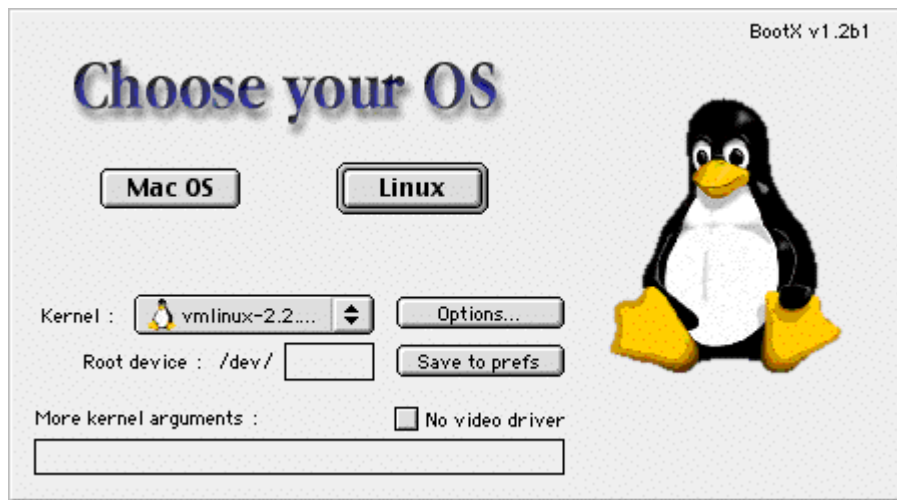 BootX v1.2b1
Choose your OS
Mac OS Linux
Kernel : vmlinux-2.2.... Options...
Root device : /dev/ Save to prefs
More kernel arguments : No video driver